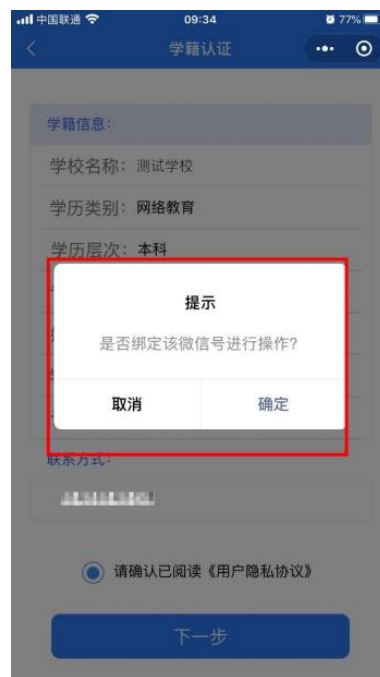 中国联通 09:34 77%
学籍认证
学籍信息：
学校名称：测试学校
学历类别：网络教育
学历层次：本科
提示
是否绑定该微信号进行操作?
取消 确定
联系方式：
请确认已阅读《用户隐私协议》
下一步